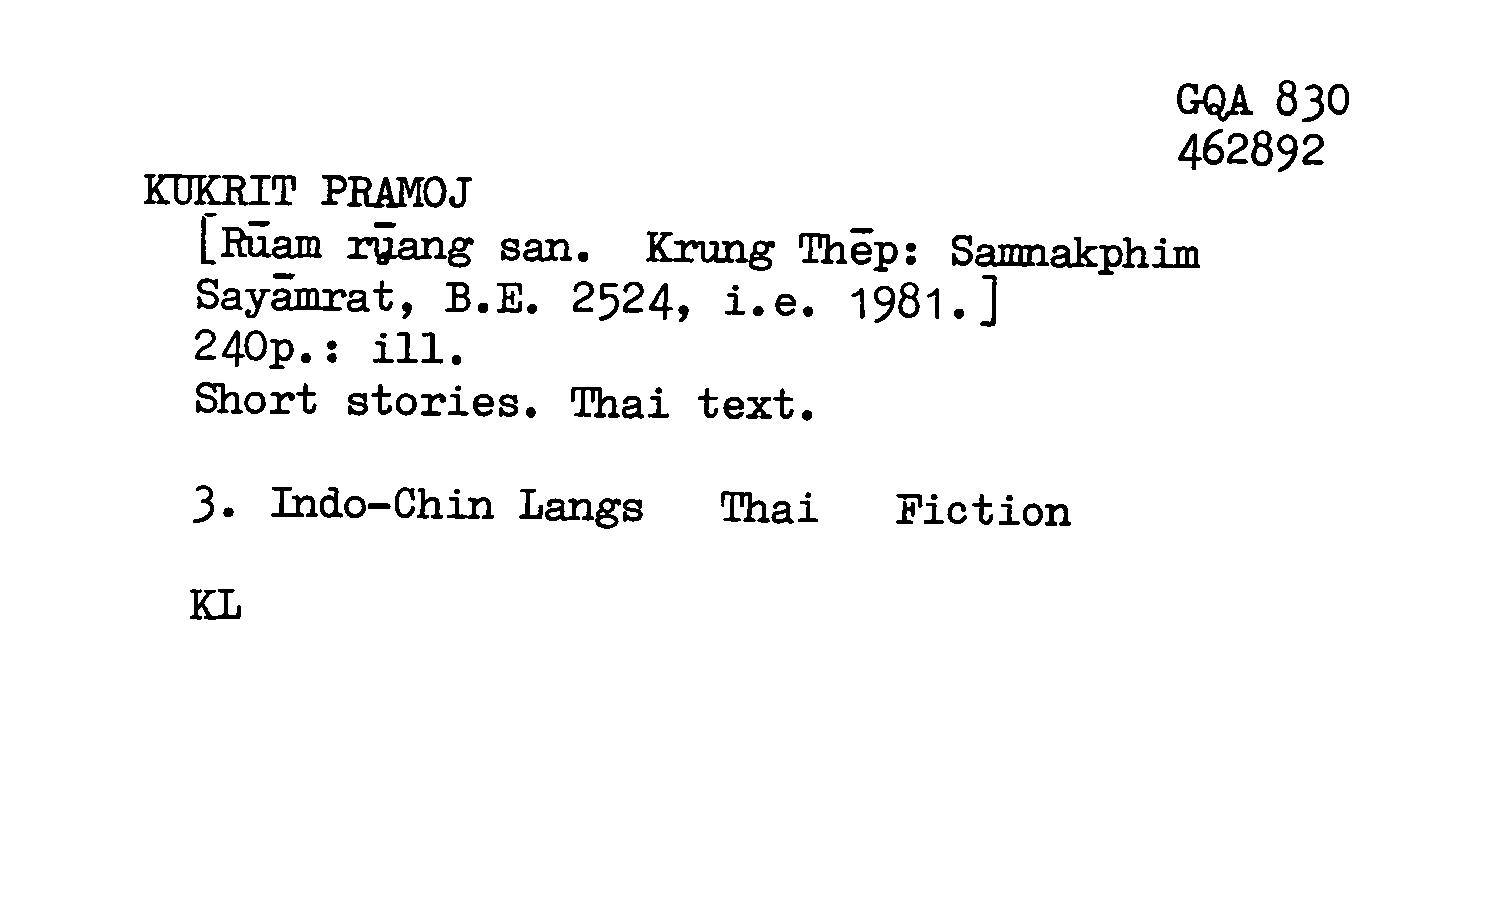 GQA 830
462892
KUKRIT PRAMOJ
[Rūam rụ̄ang san. Krung Thēp: Samnakphim
Sayāmrat, B.E. 2524, i.e. 1981.]
240p.: ill.
Short stories. Thai text.
3. Indo-Chin Langs Thai Fiction
KL